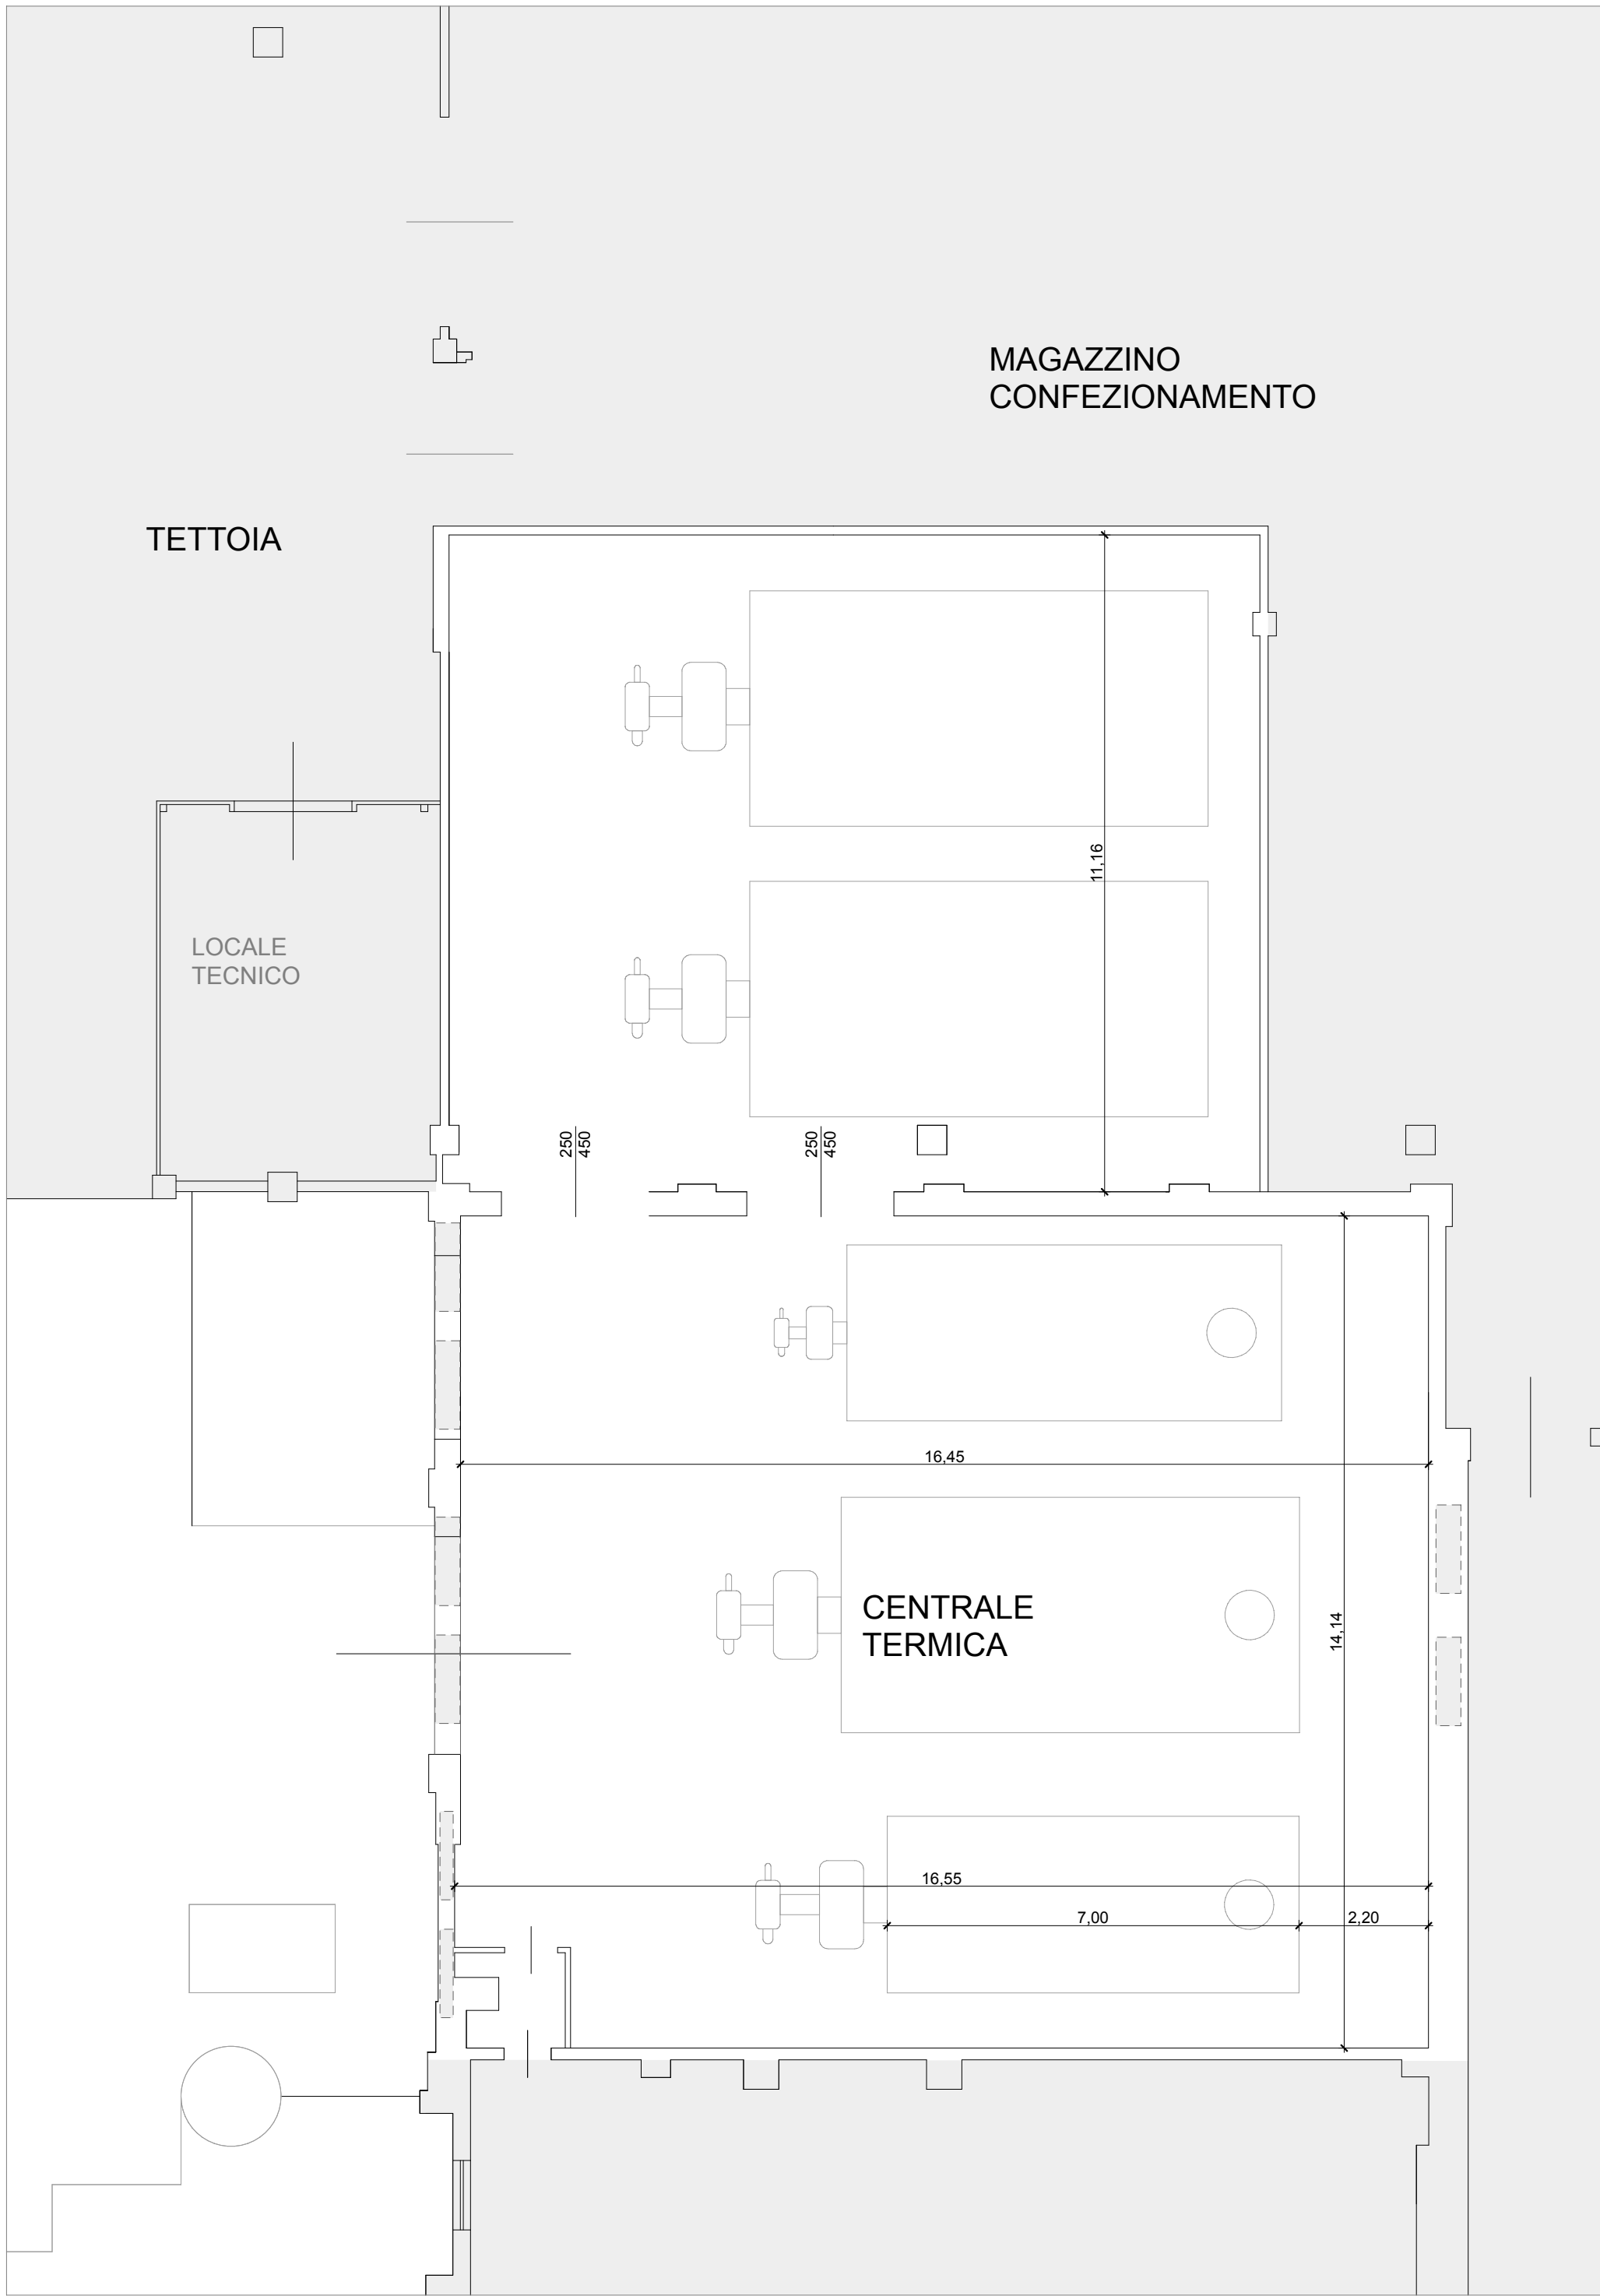 MAGAZZINO
CONFEZIONAMENTO
TETTOIA
11,16
LOCALE
TECNICO
250
450
250
450
16,45
CENTRALE
TERMICA
14,14
16,55
7,00
2,20